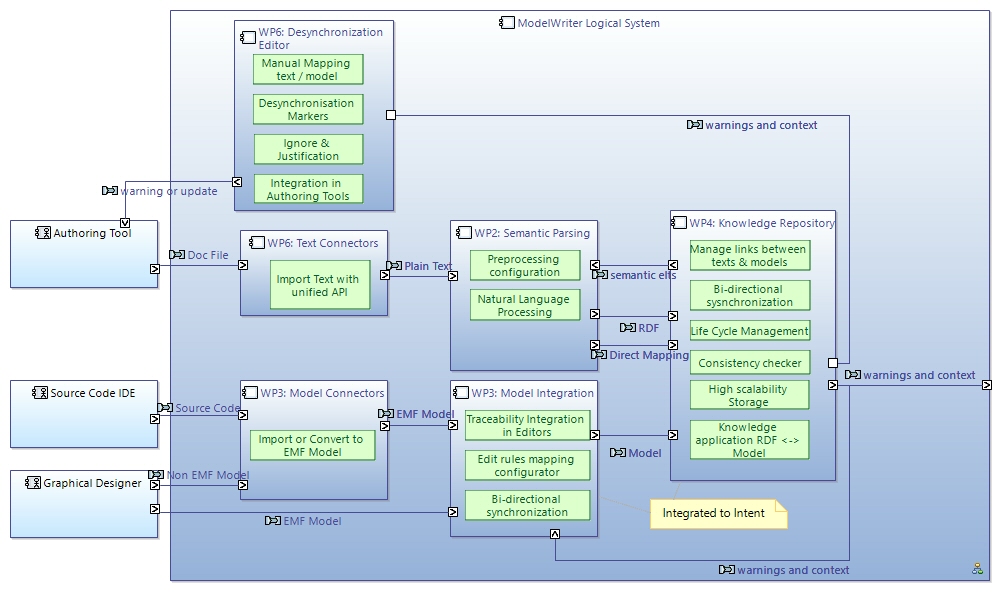 ModelWriter Logical System
WP6: Desynchronization
Editor
Manual Mapping
text / model
Desynchronisation
Markers
Ignore &
Justification
Integration in
Authoring Tools
warnings and context
warning or update
Authoring Tool
Doc File
WP6: Text Connectors
Import Text with
unified API
Plain Text
WP2: Semantic Parsing
Preprocessing
configuration
Natural Language
Processing
semantic elts
RDF
Direct Mapping
WP4: Knowledge Repository
Manage links between
texts & models
Bi-directional
sysnchronization
Life Cycle Management
Consistency checker
High scalability
Storage
Knowledge
application RDF <->
Model
warnings and context
Source Code IDE
Source Code
WP3: Model Connectors
Import or Convert to
EMF Model
EMF Model
WP3: Model Integration
Traceability Integration
in Editors
Edit rules mapping
configurator
Bi-directional
synchronization
Model
Graphical Designer
Non EMF Model
EMF Model
Integrated to Intent
warnings and context